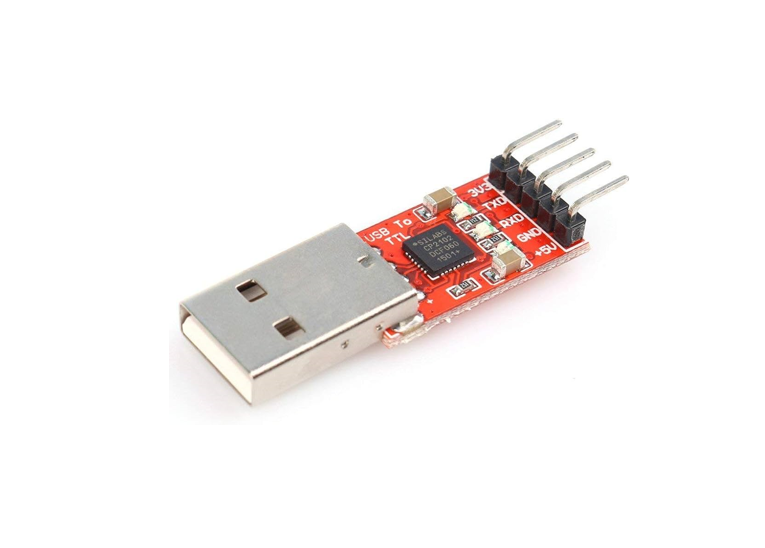 USB To
TTL
SILABS
CP2102
DCF060
1501+
3V3
TXD
RXD
GND
+5V